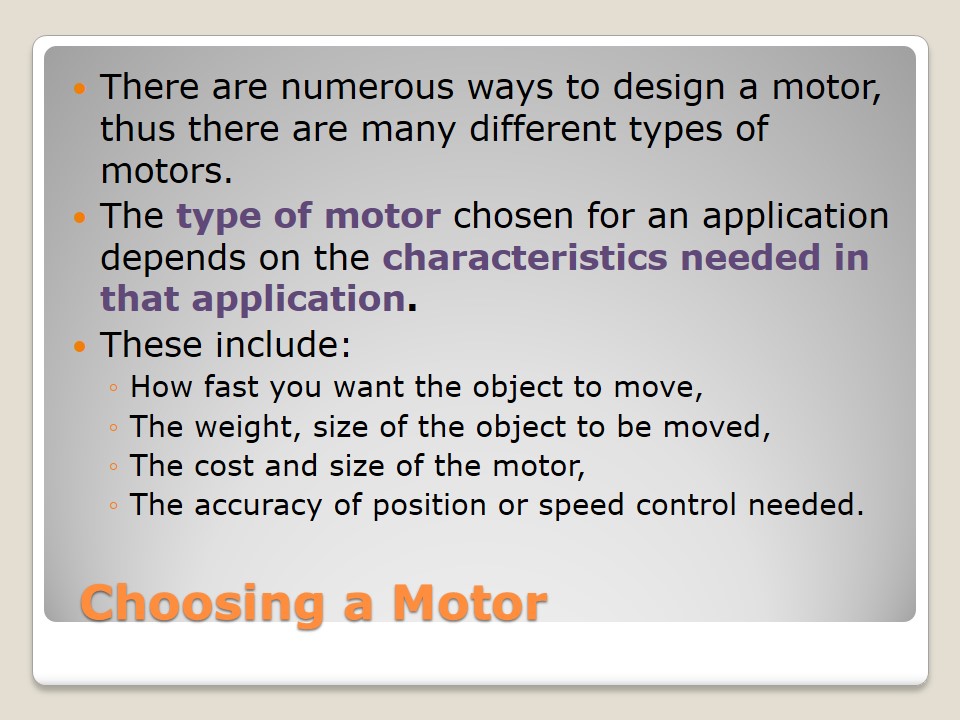 • There are numerous ways to design a motor,
thus there are many different types of
motors.
• The type of motor chosen for an application
depends on the characteristics needed in
that application.
• These include:
◦ How fast you want the object to move,
◦ The weight, size of the object to be moved,
◦ The cost and size of the motor,
◦ The accuracy of position or speed control needed.
Choosing a Motor